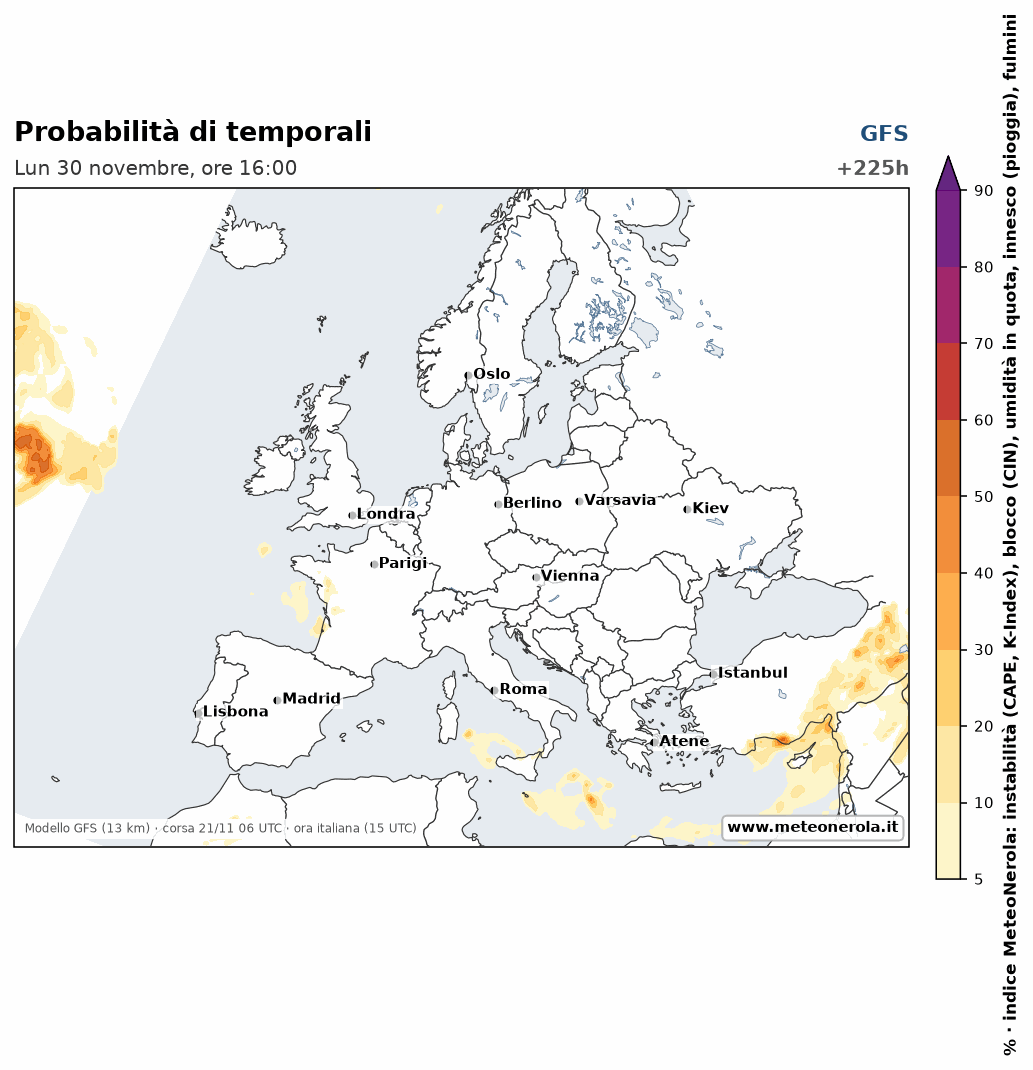 Probabilità di temporali
GFS
Lun 30 novembre, ore 16:00
+225h
Oslo
Londra
Berlino
Varsavia
Kiev
Parigi
Vienna
Istanbul
Roma
Madrid
Lisbona
Atene
Modello GFS (13 km) · corsa 21/11 06 UTC · ora italiana (15 UTC)
www.meteonerola.it
90
80
70
60
50
40
30
20
10
5
% · indice MeteoNerola: instabilità (CAPE, K-Index), blocco (CIN), umidità in quota, innesco (pioggia), fulmini